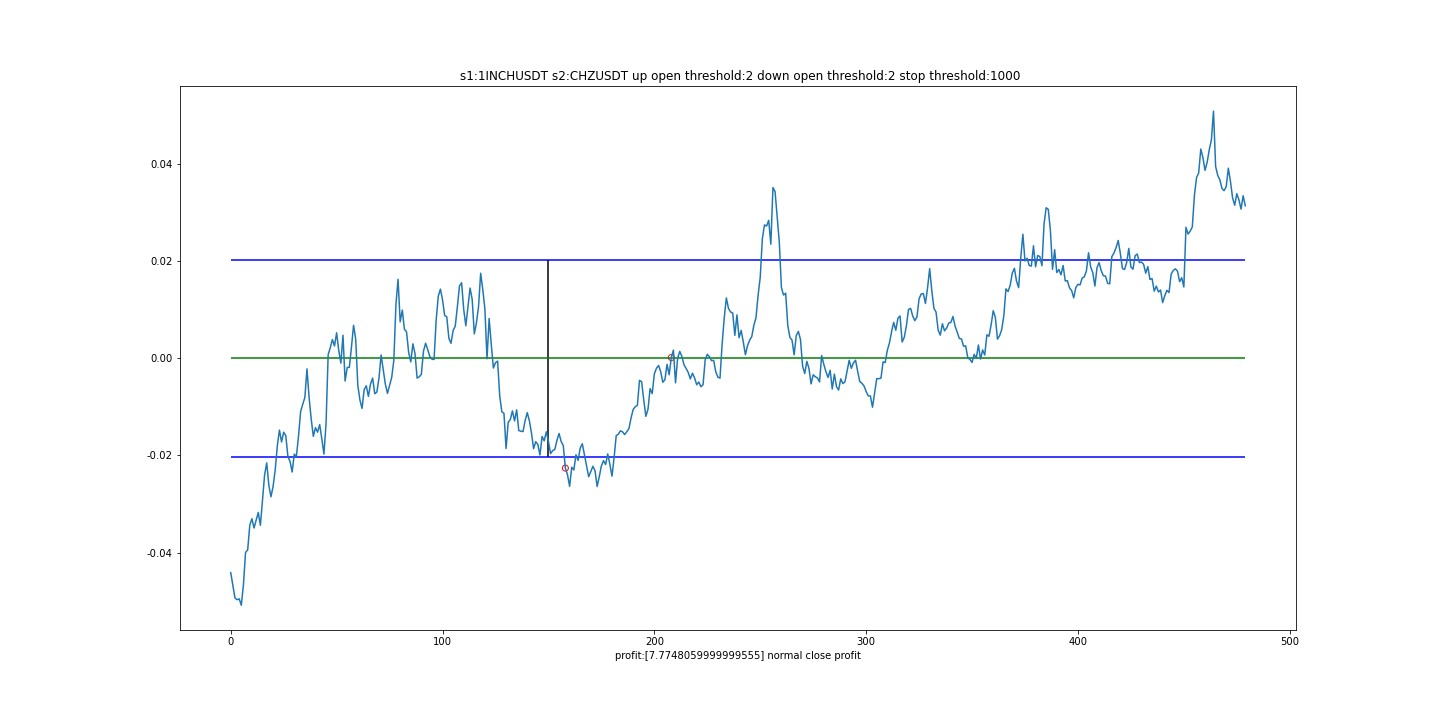 s1:1INCHUSDT s2:CHZUSDT up open threshold:2 down open threshold:2 stop threshold:1000
0.04
0.02
0.00
-0.02
-0.04
0 100 200 300 400 500
profit:[7.7748059999999555] normal close profit